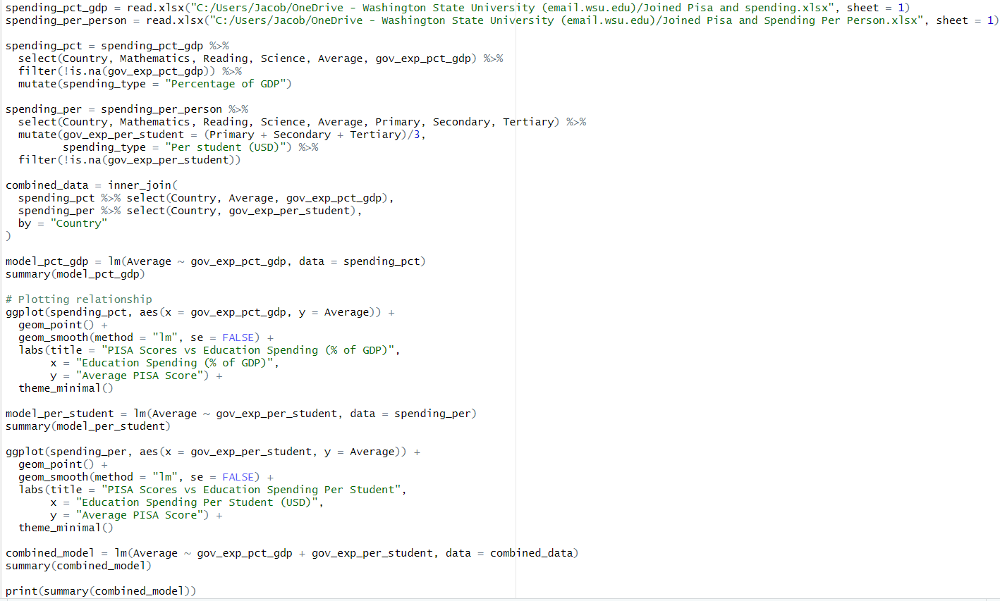 spending_pct_gdp = read.xlsx("C:/Users/Jacob/OneDrive - Washington State University (email.wsu.edu)/Joined Pisa and spending.xlsx", sheet = 1)
spending_per_person = read.xlsx("C:/Users/Jacob/OneDrive - Washington State University (email.wsu.edu)/Joined Pisa and Spending Per Person.xlsx", sheet = 1)

spending_pct = spending_pct_gdp %>%
  select(Country, Mathematics, Reading, Science, Average, gov_exp_pct_gdp) %>%
  filter(!is.na(gov_exp_pct_gdp)) %>%
  mutate(spending_type = "Percentage of GDP")

spending_per = spending_per_person %>%
  select(Country, Mathematics, Reading, Science, Average, Primary, Secondary, Tertiary) %>%
  mutate(gov_exp_per_student = (Primary + Secondary + Tertiary)/3,
         spending_type = "Per student (USD)") %>%
  filter(!is.na(gov_exp_per_student))

combined_data = inner_join(
  spending_pct %>% select(Country, Average, gov_exp_pct_gdp),
  spending_per %>% select(Country, gov_exp_per_student),
  by = "Country"
)

model_pct_gdp = lm(Average ~ gov_exp_pct_gdp, data = spending_pct)
summary(model_pct_gdp)

# Plotting relationship
ggplot(spending_pct, aes(x = gov_exp_pct_gdp, y = Average)) +
  geom_point() +
  geom_smooth(method = "lm", se = FALSE) +
  labs(title = "PISA Scores vs Education Spending (% of GDP)",
       x = "Education Spending (% of GDP)",
       y = "Average PISA Score") +
  theme_minimal()

model_per_student = lm(Average ~ gov_exp_per_student, data = spending_per)
summary(model_per_student)

ggplot(spending_per, aes(x = gov_exp_per_student, y = Average)) +
  geom_point() +
  geom_smooth(method = "lm", se = FALSE) +
  labs(title = "PISA Scores vs Education Spending Per Student",
       x = "Education Spending Per Student (USD)",
       y = "Average PISA Score") +
  theme_minimal()

combined_model = lm(Average ~ gov_exp_pct_gdp + gov_exp_per_student, data = combined_data)
summary(combined_model)

print(summary(combined_model))